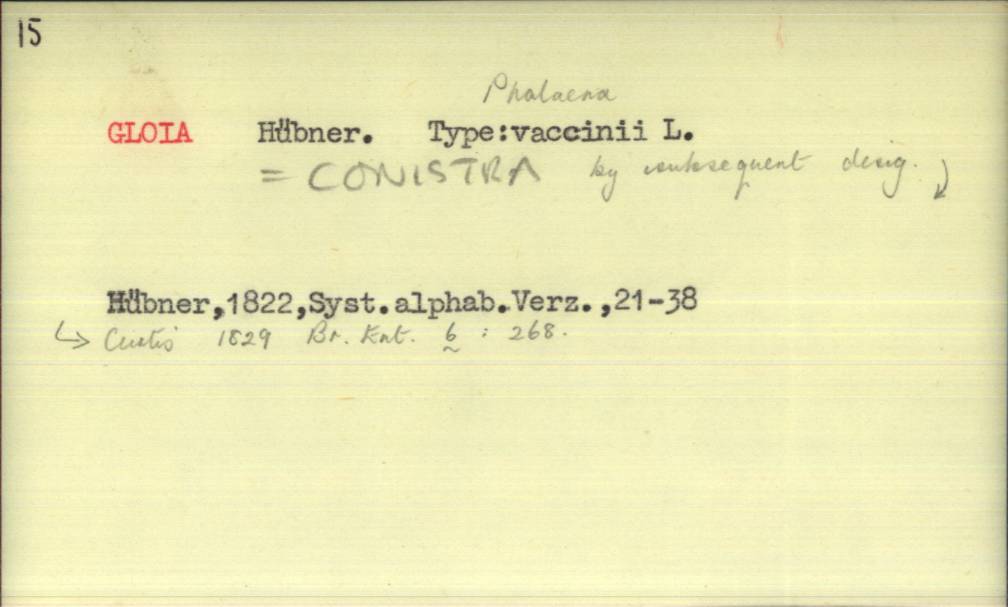 15
Phalaena
GLOIA Hübner. Type:vaccinii L.
= CONISTRA by subsequent desig.
Hübner,1822,Syst.alphab.Verz.,21-38
↳ Curtis 1829 Br. Ent. 6 : 268.